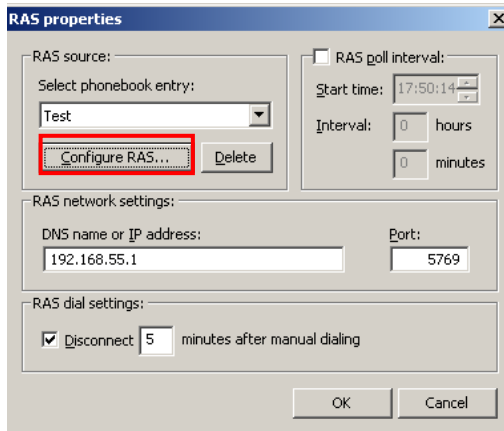 RAS properties
RAS source:
Select phonebook entry:
Test
Configure RAS...
Delete
RAS poll interval:
Start time: 17:50:14
Interval: 0 hours
0 minutes
RAS network settings:
DNS name or IP address:
192.168.55.1
Port:
5769
RAS dial settings:
Disconnect 5 minutes after manual dialing
OK
Cancel